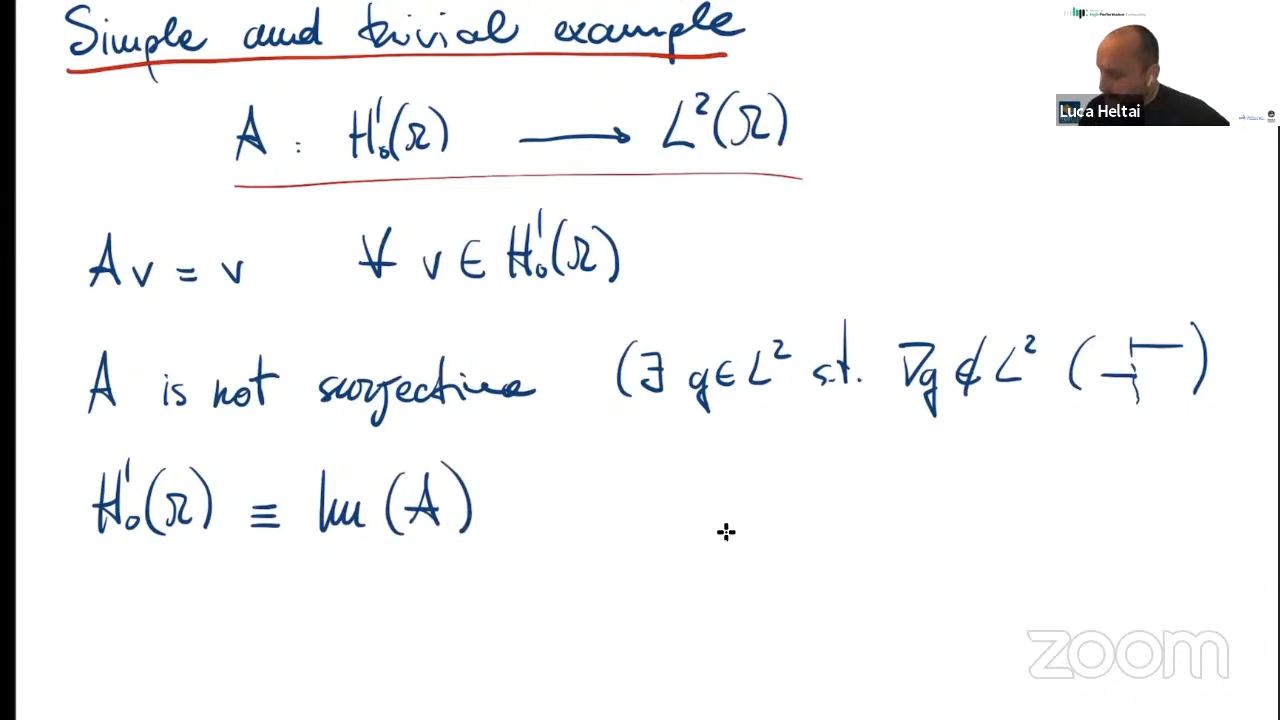 Simple and trivial example
Luca Heltai
A : H¹₀(Ω) ⟶ L²(Ω)
Av = v ∀ v ∈ H¹₀(Ω)
A is not surjective (∃ g ∈ L² s.t. ∇g ∉ L² ( ) 
H¹₀(Ω) ≡ Im (A)
zoom